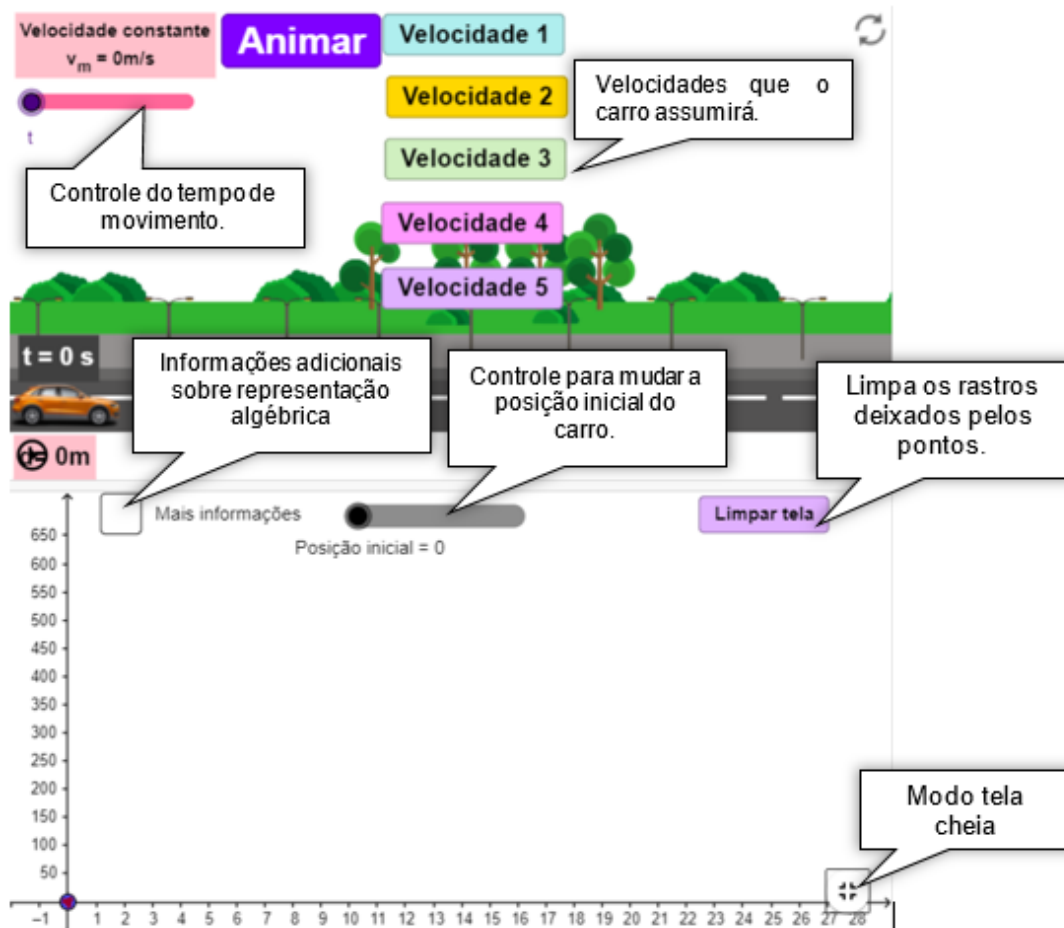 Velocidade constante
v_m = 0m/s
Animar
Velocidade 1
Velocidade 2
Velocidade 3
Velocidade 4
Velocidade 5
Velocidades que o
carro assumirá.
t
Controle do tempo de
movimento.
t = 0 s
Informações adicionais
sobre representação
algébrica
Controle para mudar a
posição inicial do
carro.
Limpa os rastros
deixados pelos
pontos.
0m
Mais informações
Posição inicial = 0
Limpar tela
650
600
550
500
450
400
350
300
250
200
150
100
50
Modo tela
cheia
–1 1 2 3 4 5 6 7 8 9 10 11 12 13 14 15 16 17 18 19 20 21 22 23 24 25 26 27 28